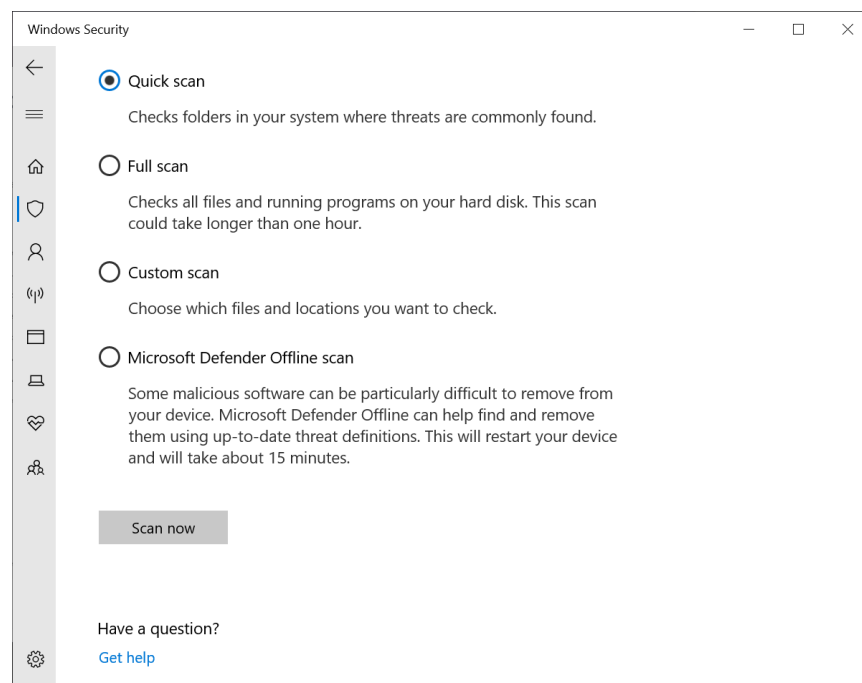 Windows Security
Quick scan
Checks folders in your system where threats are commonly found.
Full scan
Checks all files and running programs on your hard disk. This scan
could take longer than one hour.
Custom scan
Choose which files and locations you want to check.
Microsoft Defender Offline scan
Some malicious software can be particularly difficult to remove from
your device. Microsoft Defender Offline can help find and remove
them using up-to-date threat definitions. This will restart your device
and will take about 15 minutes.
Scan now
Have a question?
Get help